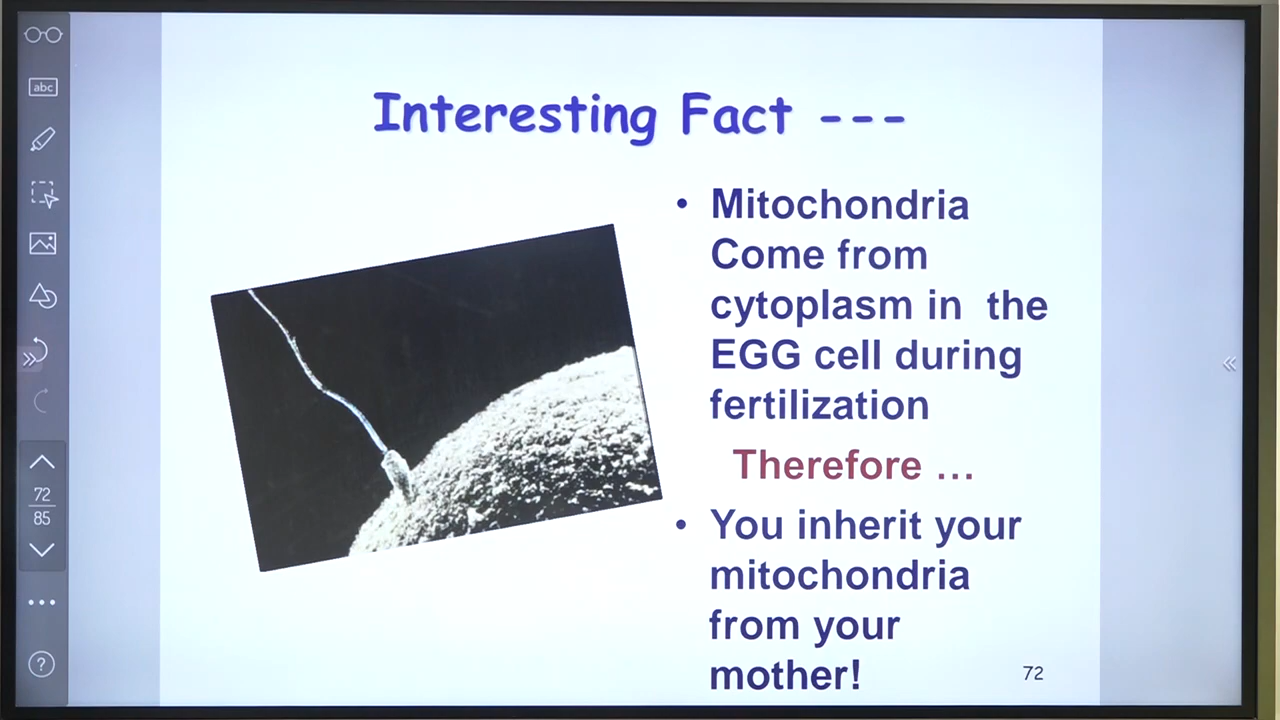 Interesting Fact ---
abc
• Mitochondria
Come from
cytoplasm in the
EGG cell during
fertilization
Therefore ...
• You inherit your
mitochondria
from your
mother!
72
85
?
72